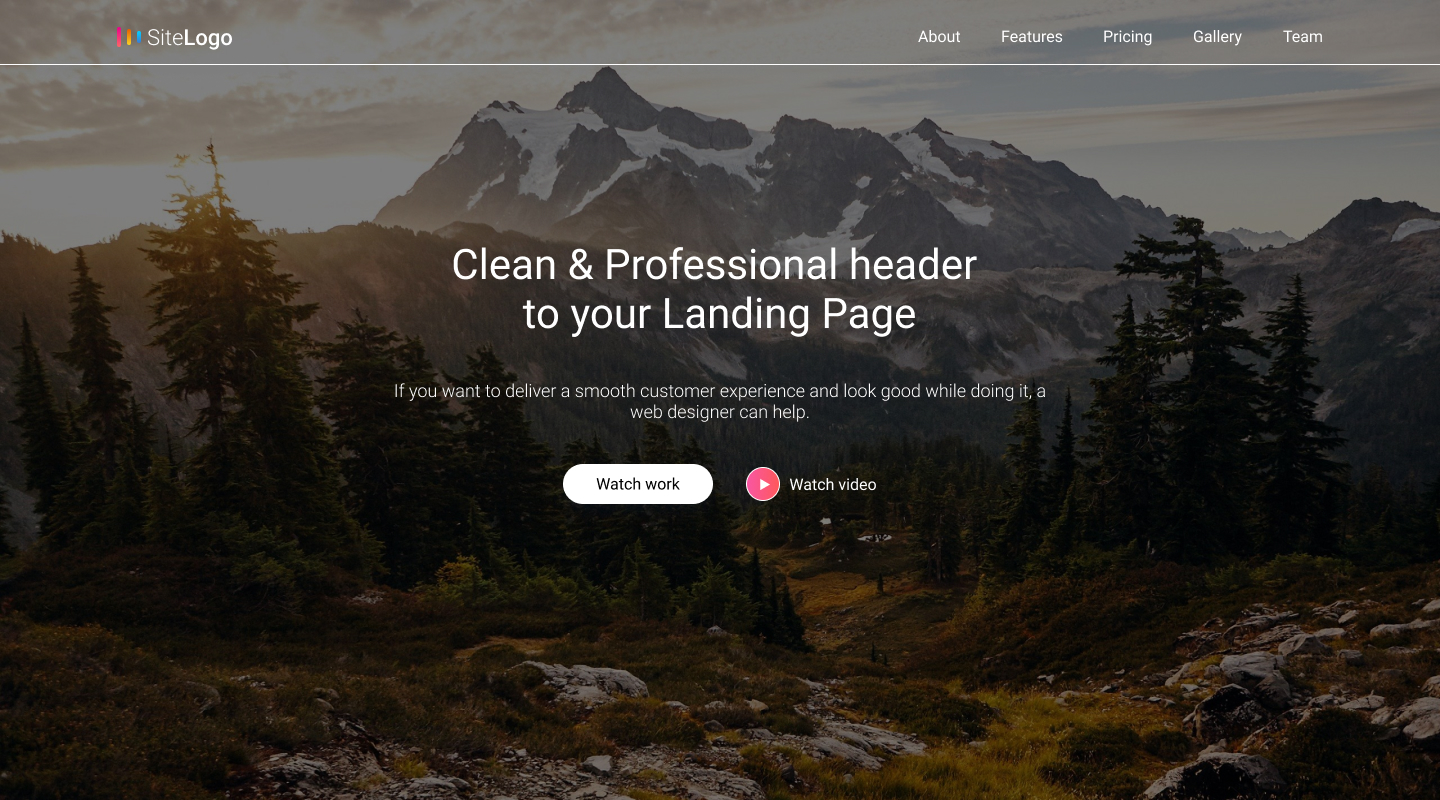 SiteLogo
About Features Pricing Gallery Team
Clean & Professional header
to your Landing Page
If you want to deliver a smooth customer experience and look good while doing it, a
web designer can help.
Watch work Watch video